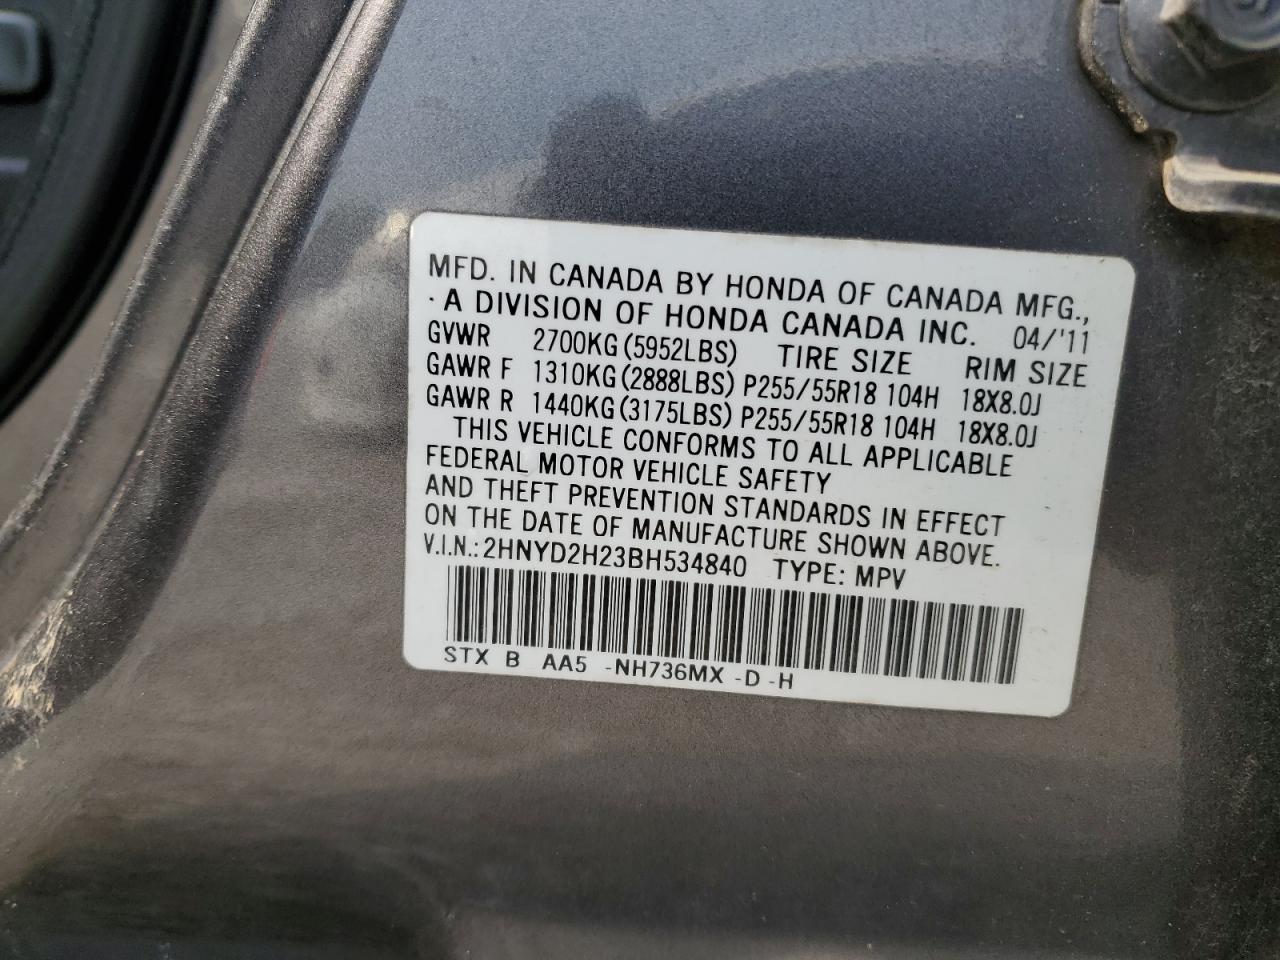 MFD. IN CANADA BY HONDA OF CANADA MFG.,
· A DIVISION OF HONDA CANADA INC. 04/'11
GVWR 2700KG(5952LBS) TIRE SIZE RIM SIZE
GAWR F 1310KG(2888LBS) P255/55R18 104H 18X8.0J
GAWR R 1440KG(3175LBS) P255/55R18 104H 18X8.0J
THIS VEHICLE CONFORMS TO ALL APPLICABLE
FEDERAL MOTOR VEHICLE SAFETY
AND THEFT PREVENTION STANDARDS IN EFFECT
ON THE DATE OF MANUFACTURE SHOWN ABOVE.
V.I.N.: 2HNYD2H23BH534840 TYPE: MPV
STX B AA5 -NH736MX -D -H